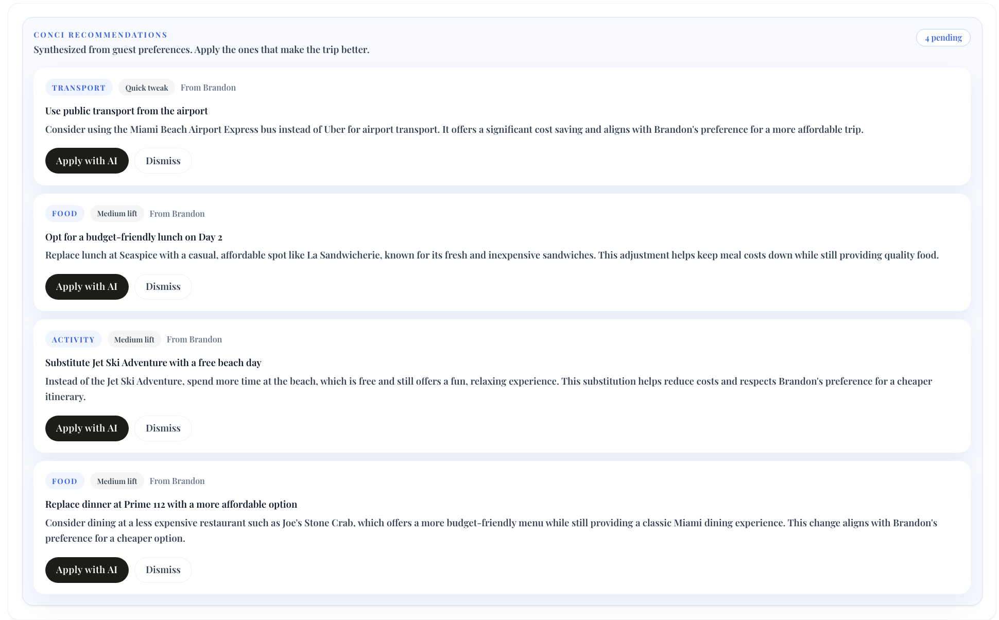 CONCI RECOMMENDATIONS
4 pending
Synthesized from guest preferences. Apply the ones that make the trip better.
TRANSPORT Quick tweak From Brandon
Use public transport from the airport
Consider using the Miami Beach Airport Express bus instead of Uber for airport transport. It offers a significant cost saving and aligns with Brandon's preference for a more affordable trip.
Apply with AI Dismiss
FOOD Medium lift From Brandon
Opt for a budget-friendly lunch on Day 2
Replace lunch at Seaspice with a casual, affordable spot like La Sandwicherie, known for its fresh and inexpensive sandwiches. This adjustment helps keep meal costs down while still providing quality food.
Apply with AI Dismiss
ACTIVITY Medium lift From Brandon
Substitute Jet Ski Adventure with a free beach day
Instead of the Jet Ski Adventure, spend more time at the beach, which is free and still offers a fun, relaxing experience. This substitution helps reduce costs and respects Brandon's preference for a cheaper
itinerary.
Apply with AI Dismiss
FOOD Medium lift From Brandon
Replace dinner at Prime 112 with a more affordable option
Consider dining at a less expensive restaurant such as Joe's Stone Crab, which offers a more budget-friendly menu while still providing a classic Miami dining experience. This change aligns with Brandon's
preference for a cheaper option.
Apply with AI Dismiss